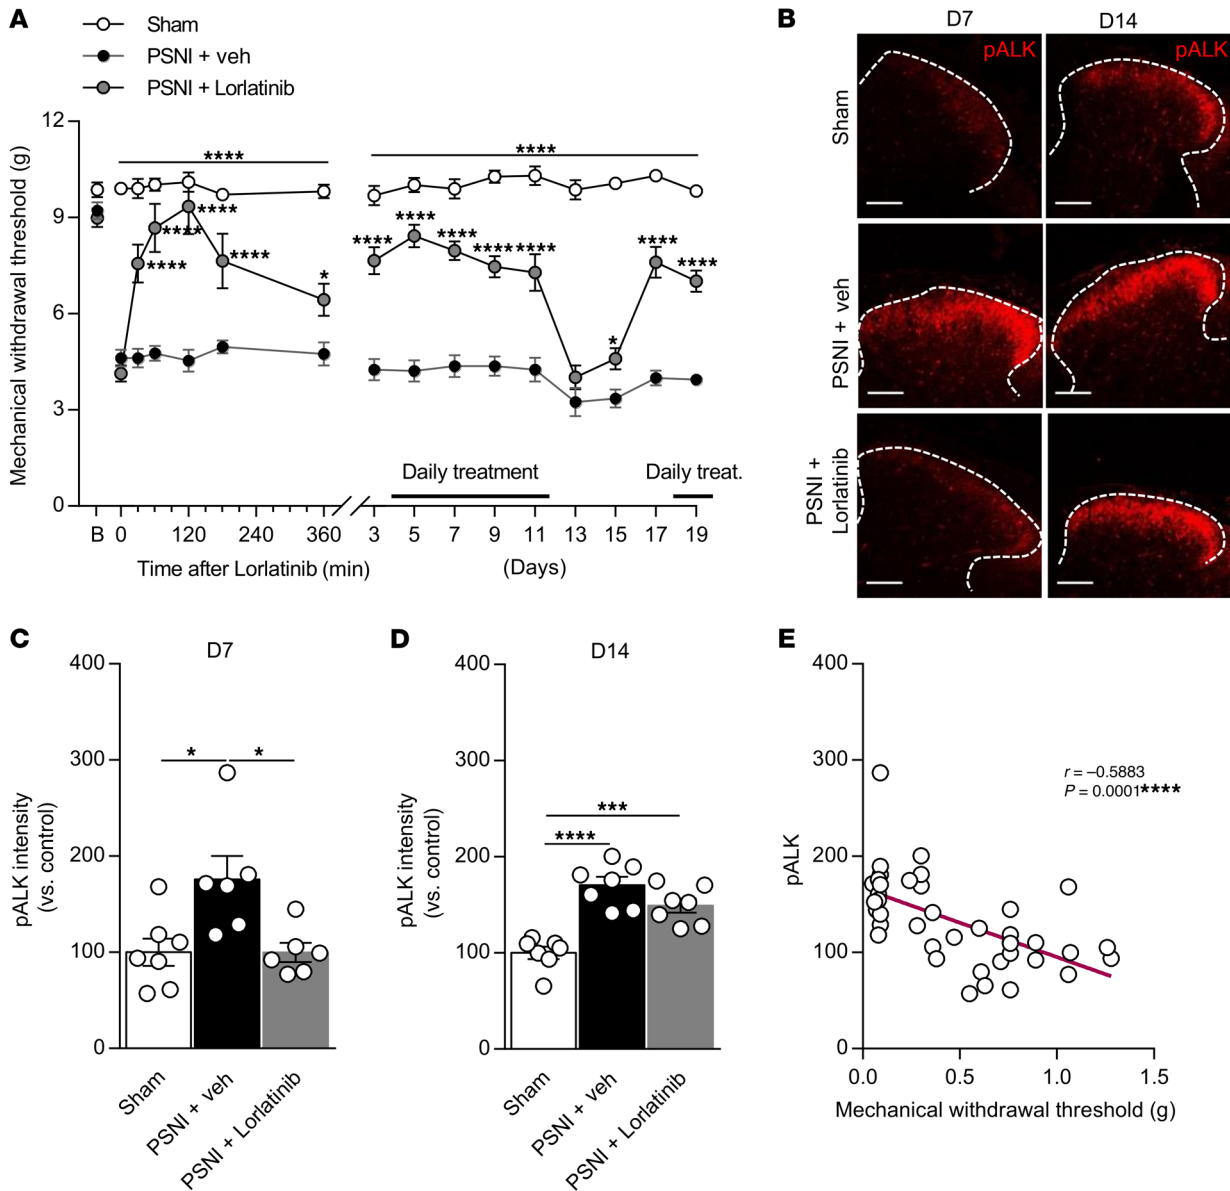 A
Sham
PSNI + veh
PSNI + Lorlatinib
Mechanical withdrawal threshold (g)
12
9
6
3
0
****
****
****
****
****
****
*
****
****
****
****
****
*
****
****
Daily treatment
Daily treat.
B 0 120 240 360 3 5 7 9 11 13 15 17 19
Time after Lorlatinib (min)
(Days)
B
D7
D14
pALK
pALK
Sham
PSNI + veh
PSNI +
Lorlatinib
C
D7
pALK intensity
(vs. control)
400
300
200
100
0
*
*
Sham
PSNI + veh
PSNI + Lorlatinib
D
D14
pALK intensity
(vs. control)
400
300
200
100
0
***
****
Sham
PSNI + veh
PSNI + Lorlatinib
E
pALK
400
300
200
100
0
r = –0.5883
P = 0.0001****
0.0 0.5 1.0 1.5
Mechanical withdrawal threshold (g)